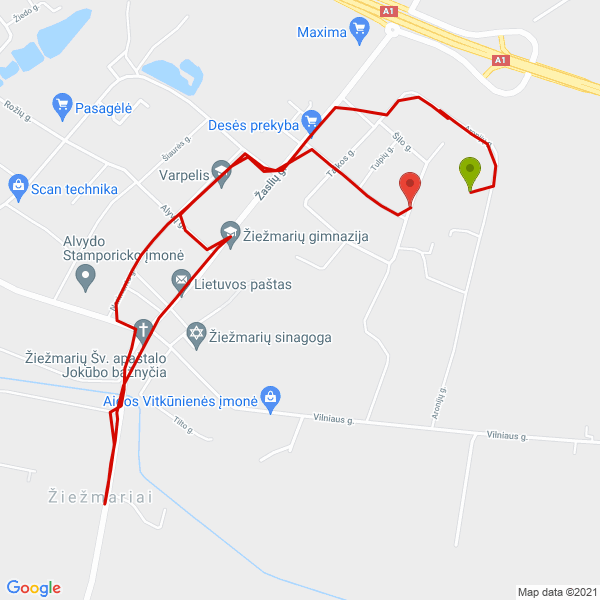 Žiedo g.
Maxima
A1
A1
Rožių g.
Pasagėlė
Desės prekyba
Aronijų g.
Šilo g.
Tulpių g.
Taikos g.
Šiaurės g.
Varpelis
Žaslių g.
Scan technika
Žiežmarių gimnazija
Alvydo
Stamporicko įmonė
Lietuvos paštas
Žiežmarių sinagoga
Žiežmarių Šv. apaštalo
Jokūbo bažnyčia
Aidos Vitkūnienės įmonė
Aronijų g.
Vilniaus g.
Vilniaus g.
Tilto g.
Žiežmariai
Google
Map data ©2021